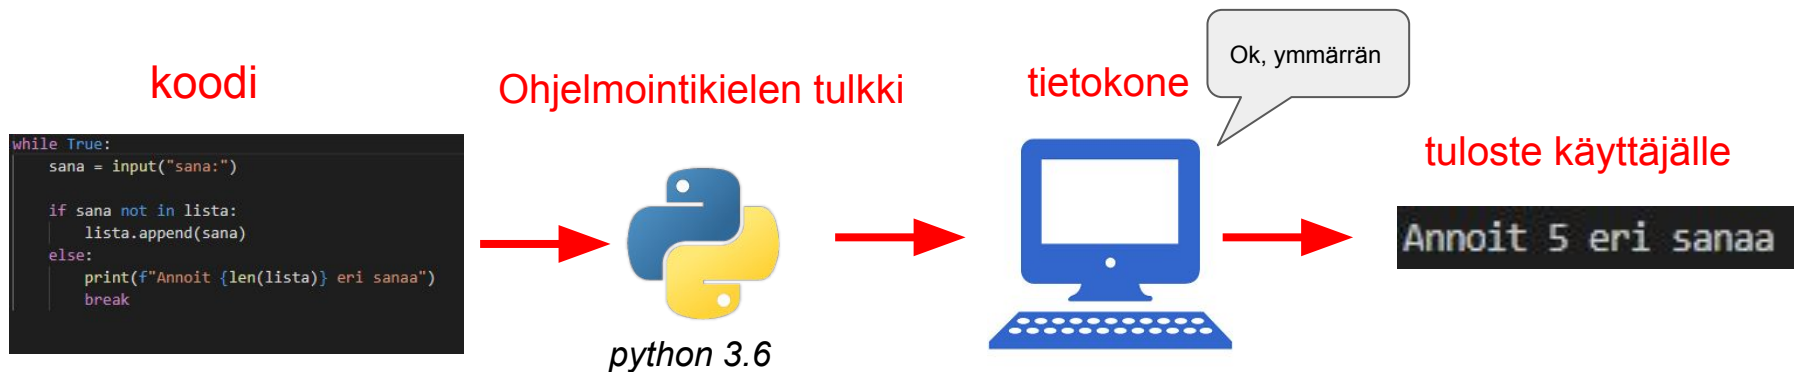 koodi
while True:
    sana = input("sana:")
    if sana not in lista:
        lista.append(sana)
    else:
        print(f"Annoit {len(lista)} eri sanaa")
        break
Ohjelmointikielen tulkki
python 3.6
tietokone
Ok, ymmärrän
tuloste käyttäjälle
Annoit 5 eri sanaa